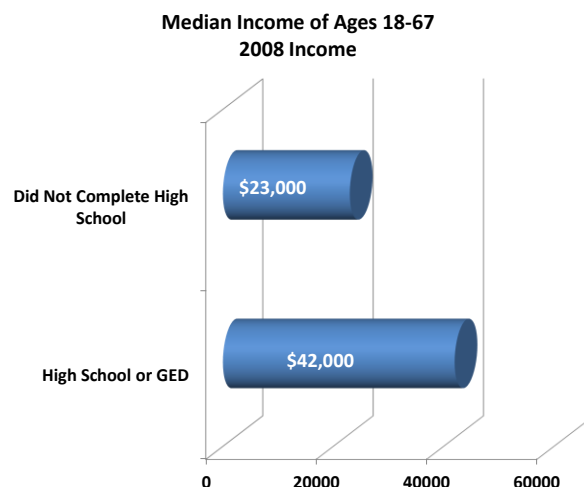 Median Income of Ages 18-67
2008 Income
Did Not Complete High
School
$23,000
High School or GED
$42,000
0 20000 40000 60000